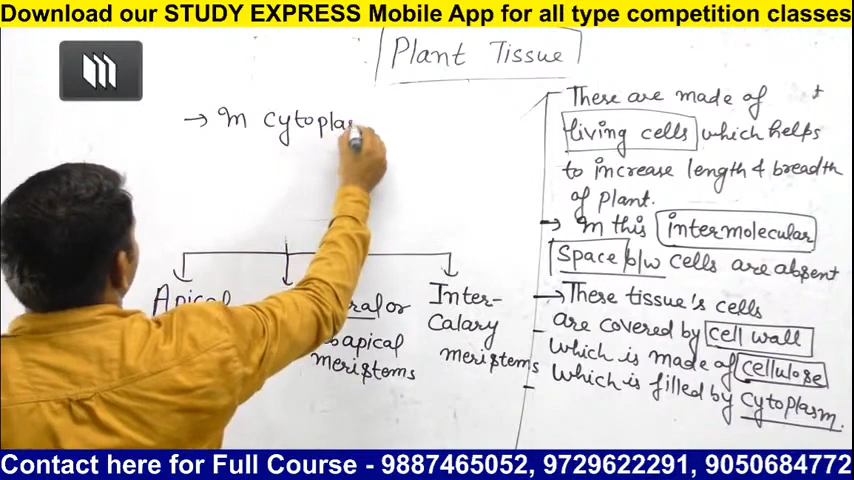 Download our STUDY EXPRESS Mobile App for all type competition classes
Plant Tissue
→ In cytoplas
Apical
Inter-
Calary
meristems
apical
meristems
These are made of
living cells which helps
to increase length & breadth
of plant.
→ In this intermolecular
Space b/w cells are absent
→ These tissue's cells
are covered by cell wall
which is made of cellulose
which is filled by cytoplasm.
Contact here for Full Course - 9887465052, 9729622291, 9050684772